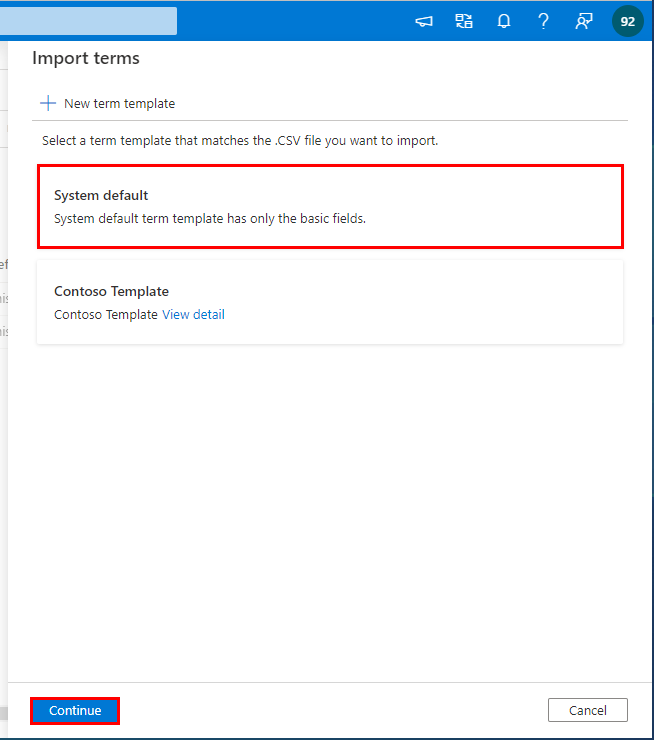 92
Import terms
New term template
Select a term template that matches the .CSV file you want to import.
System default
System default term template has only the basic fields.
Contoso Template
Contoso Template View detail
Continue
Cancel